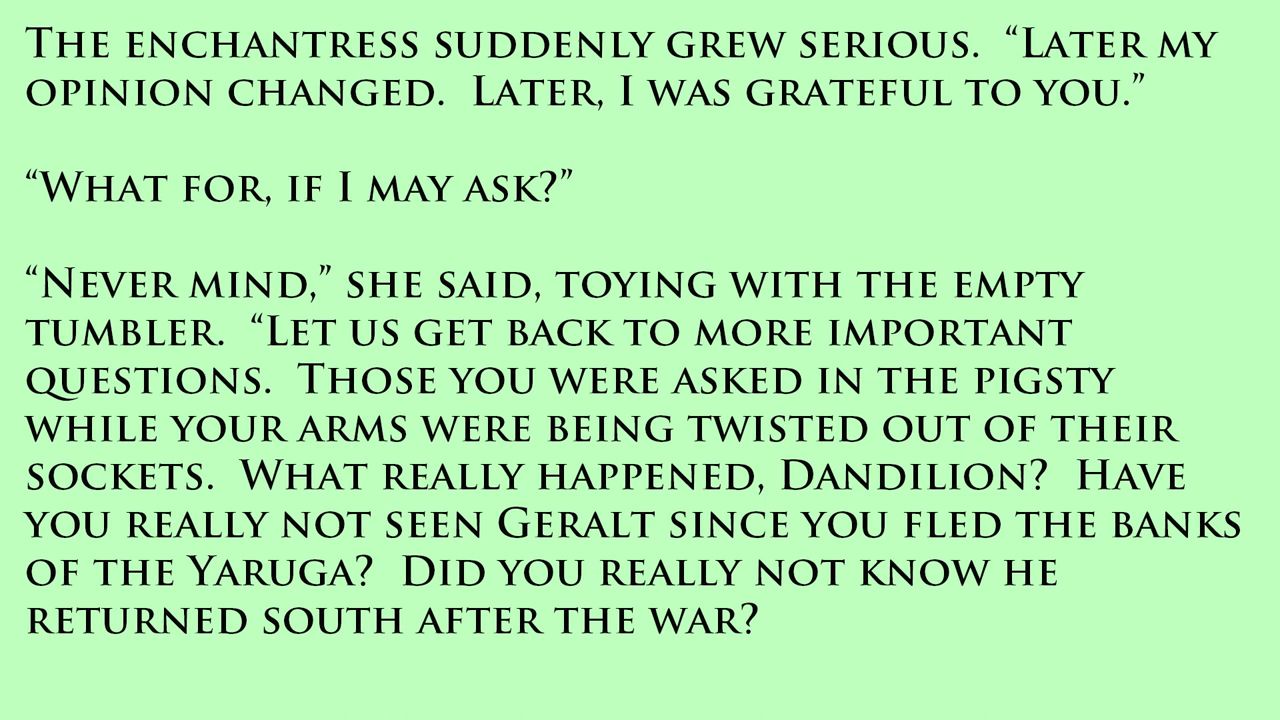 The enchantress suddenly grew serious.  “Later my
opinion changed.  Later, I was grateful to you.”
“What for, if I may ask?”
“Never mind,” she said, toying with the empty
tumbler.  “Let us get back to more important
questions.  Those you were asked in the pigsty
while your arms were being twisted out of their
sockets.  What really happened, Dandilion?  Have
you really not seen Geralt since you fled the banks
of the Yaruga?  Did you really not know he
returned south after the war?